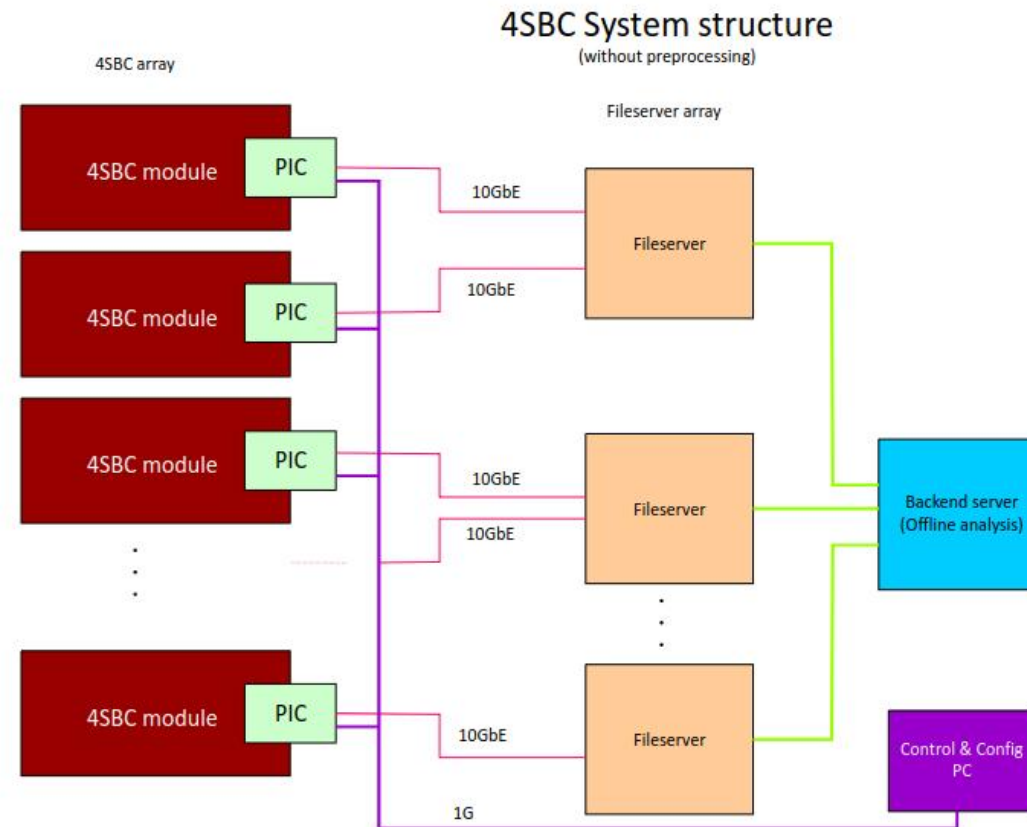 4SBC System structure
(without preprocessing)
4SBC array
Fileserver array
4SBC module
PIC
10GbE
Fileserver
4SBC module
PIC
10GbE
4SBC module
PIC
10GbE
Fileserver
10GbE
Backend server
(Offline analysis)
4SBC module
PIC
10GbE
Fileserver
Control & Config
PC
1G